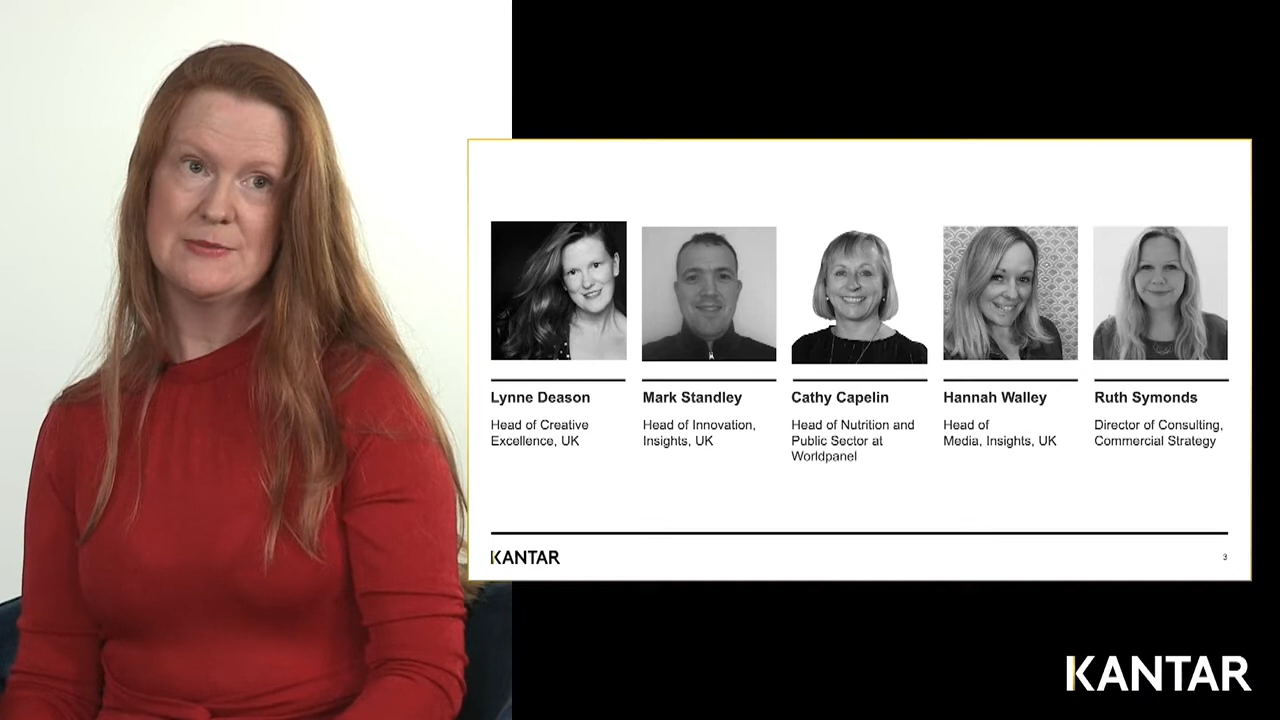 Lynne Deason
Head of Creative
Excellence, UK
Mark Standley
Head of Innovation,
Insights, UK
Cathy Capelin
Head of Nutrition and
Public Sector at
Worldpanel
Hannah Walley
Head of
Media, Insights, UK
Ruth Symonds
Director of Consulting,
Commercial Strategy
KANTAR
3
KANTAR